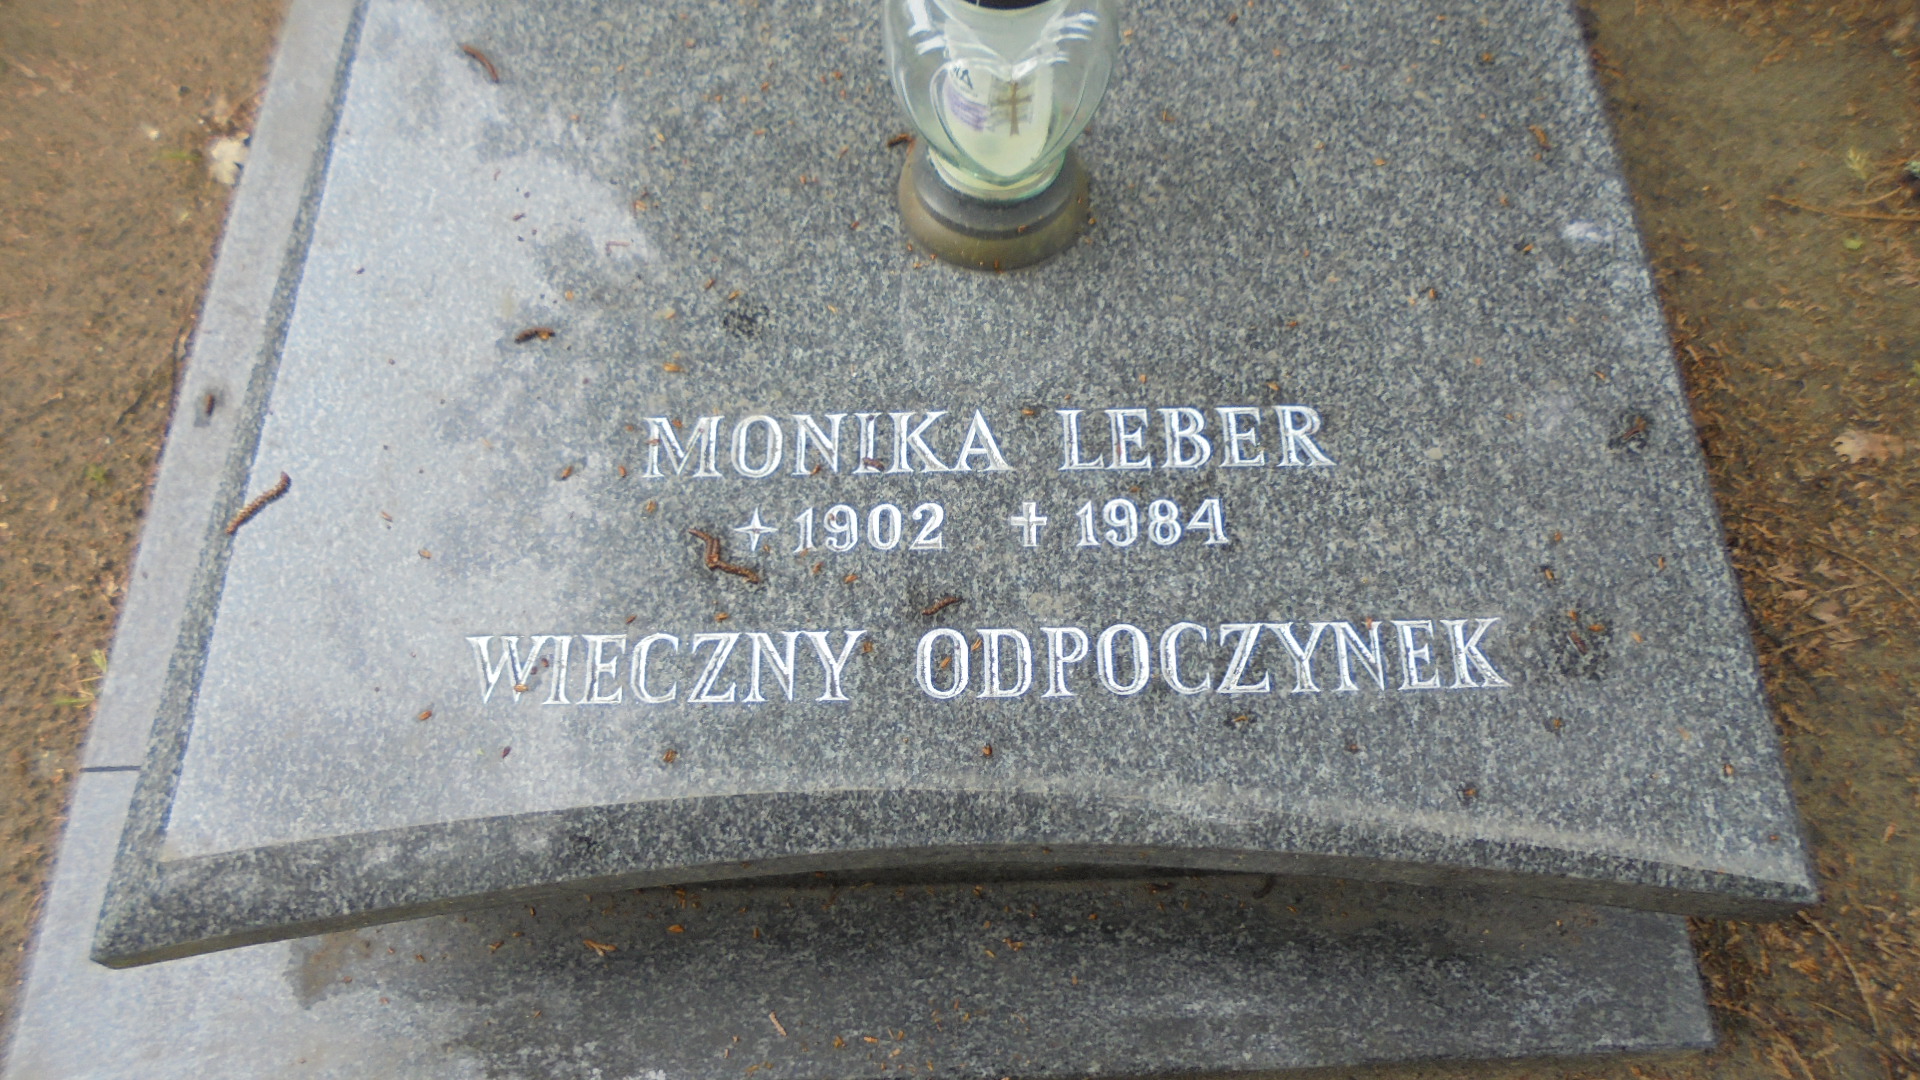 MONIKA LEBER
✦ 1902 ✝ 1984
WIECZNY ODPOCZYNEK